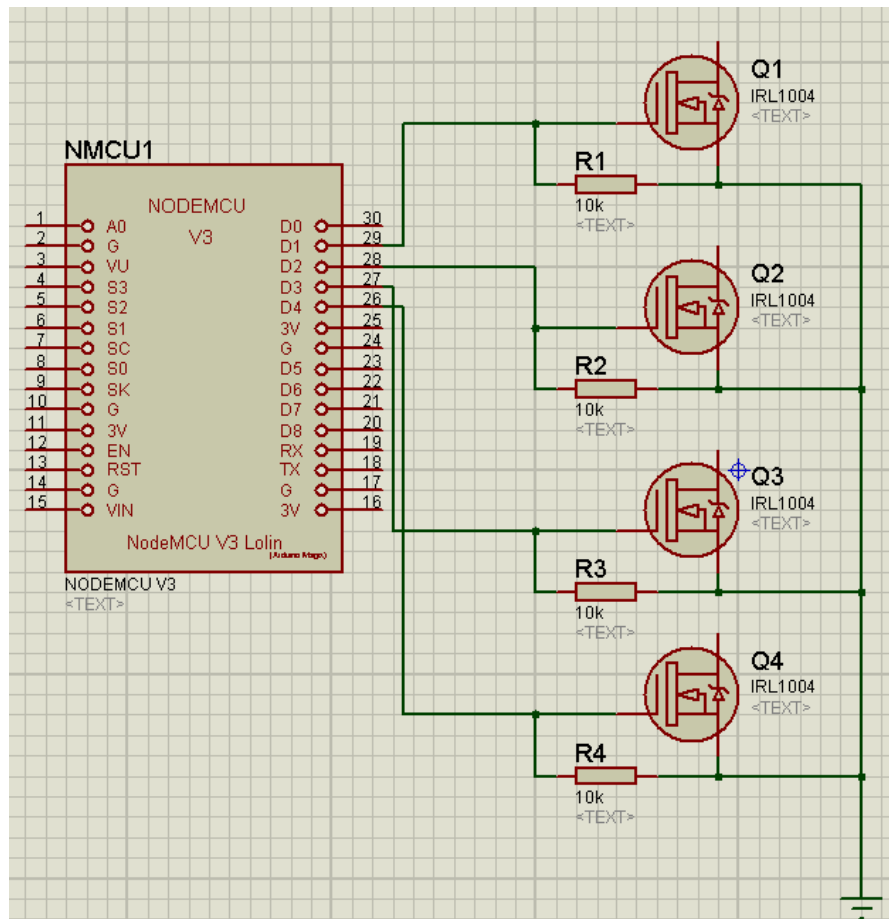 NMCU1
NODEMCU
V3
1 A0
2 G
3 VU
4 S3
5 S2
6 S1
7 SC
8 S0
9 SK
10 G
11 3V
12 EN
13 RST
14 G
15 VIN
D0 30
D1 29
D2 28
D3 27
D4 26
3V 25
G 24
D5 23
D6 22
D7 21
D8 20
RX 19
TX 18
G 17
3V 16
NodeMCU V3 Lolin
(Arduino Mega)
NODEMCU V3
<TEXT>
Q1
IRL1004
<TEXT>
R1
10k
<TEXT>
Q2
IRL1004
<TEXT>
R2
10k
<TEXT>
Q3
IRL1004
<TEXT>
R3
10k
<TEXT>
Q4
IRL1004
<TEXT>
R4
10k
<TEXT>